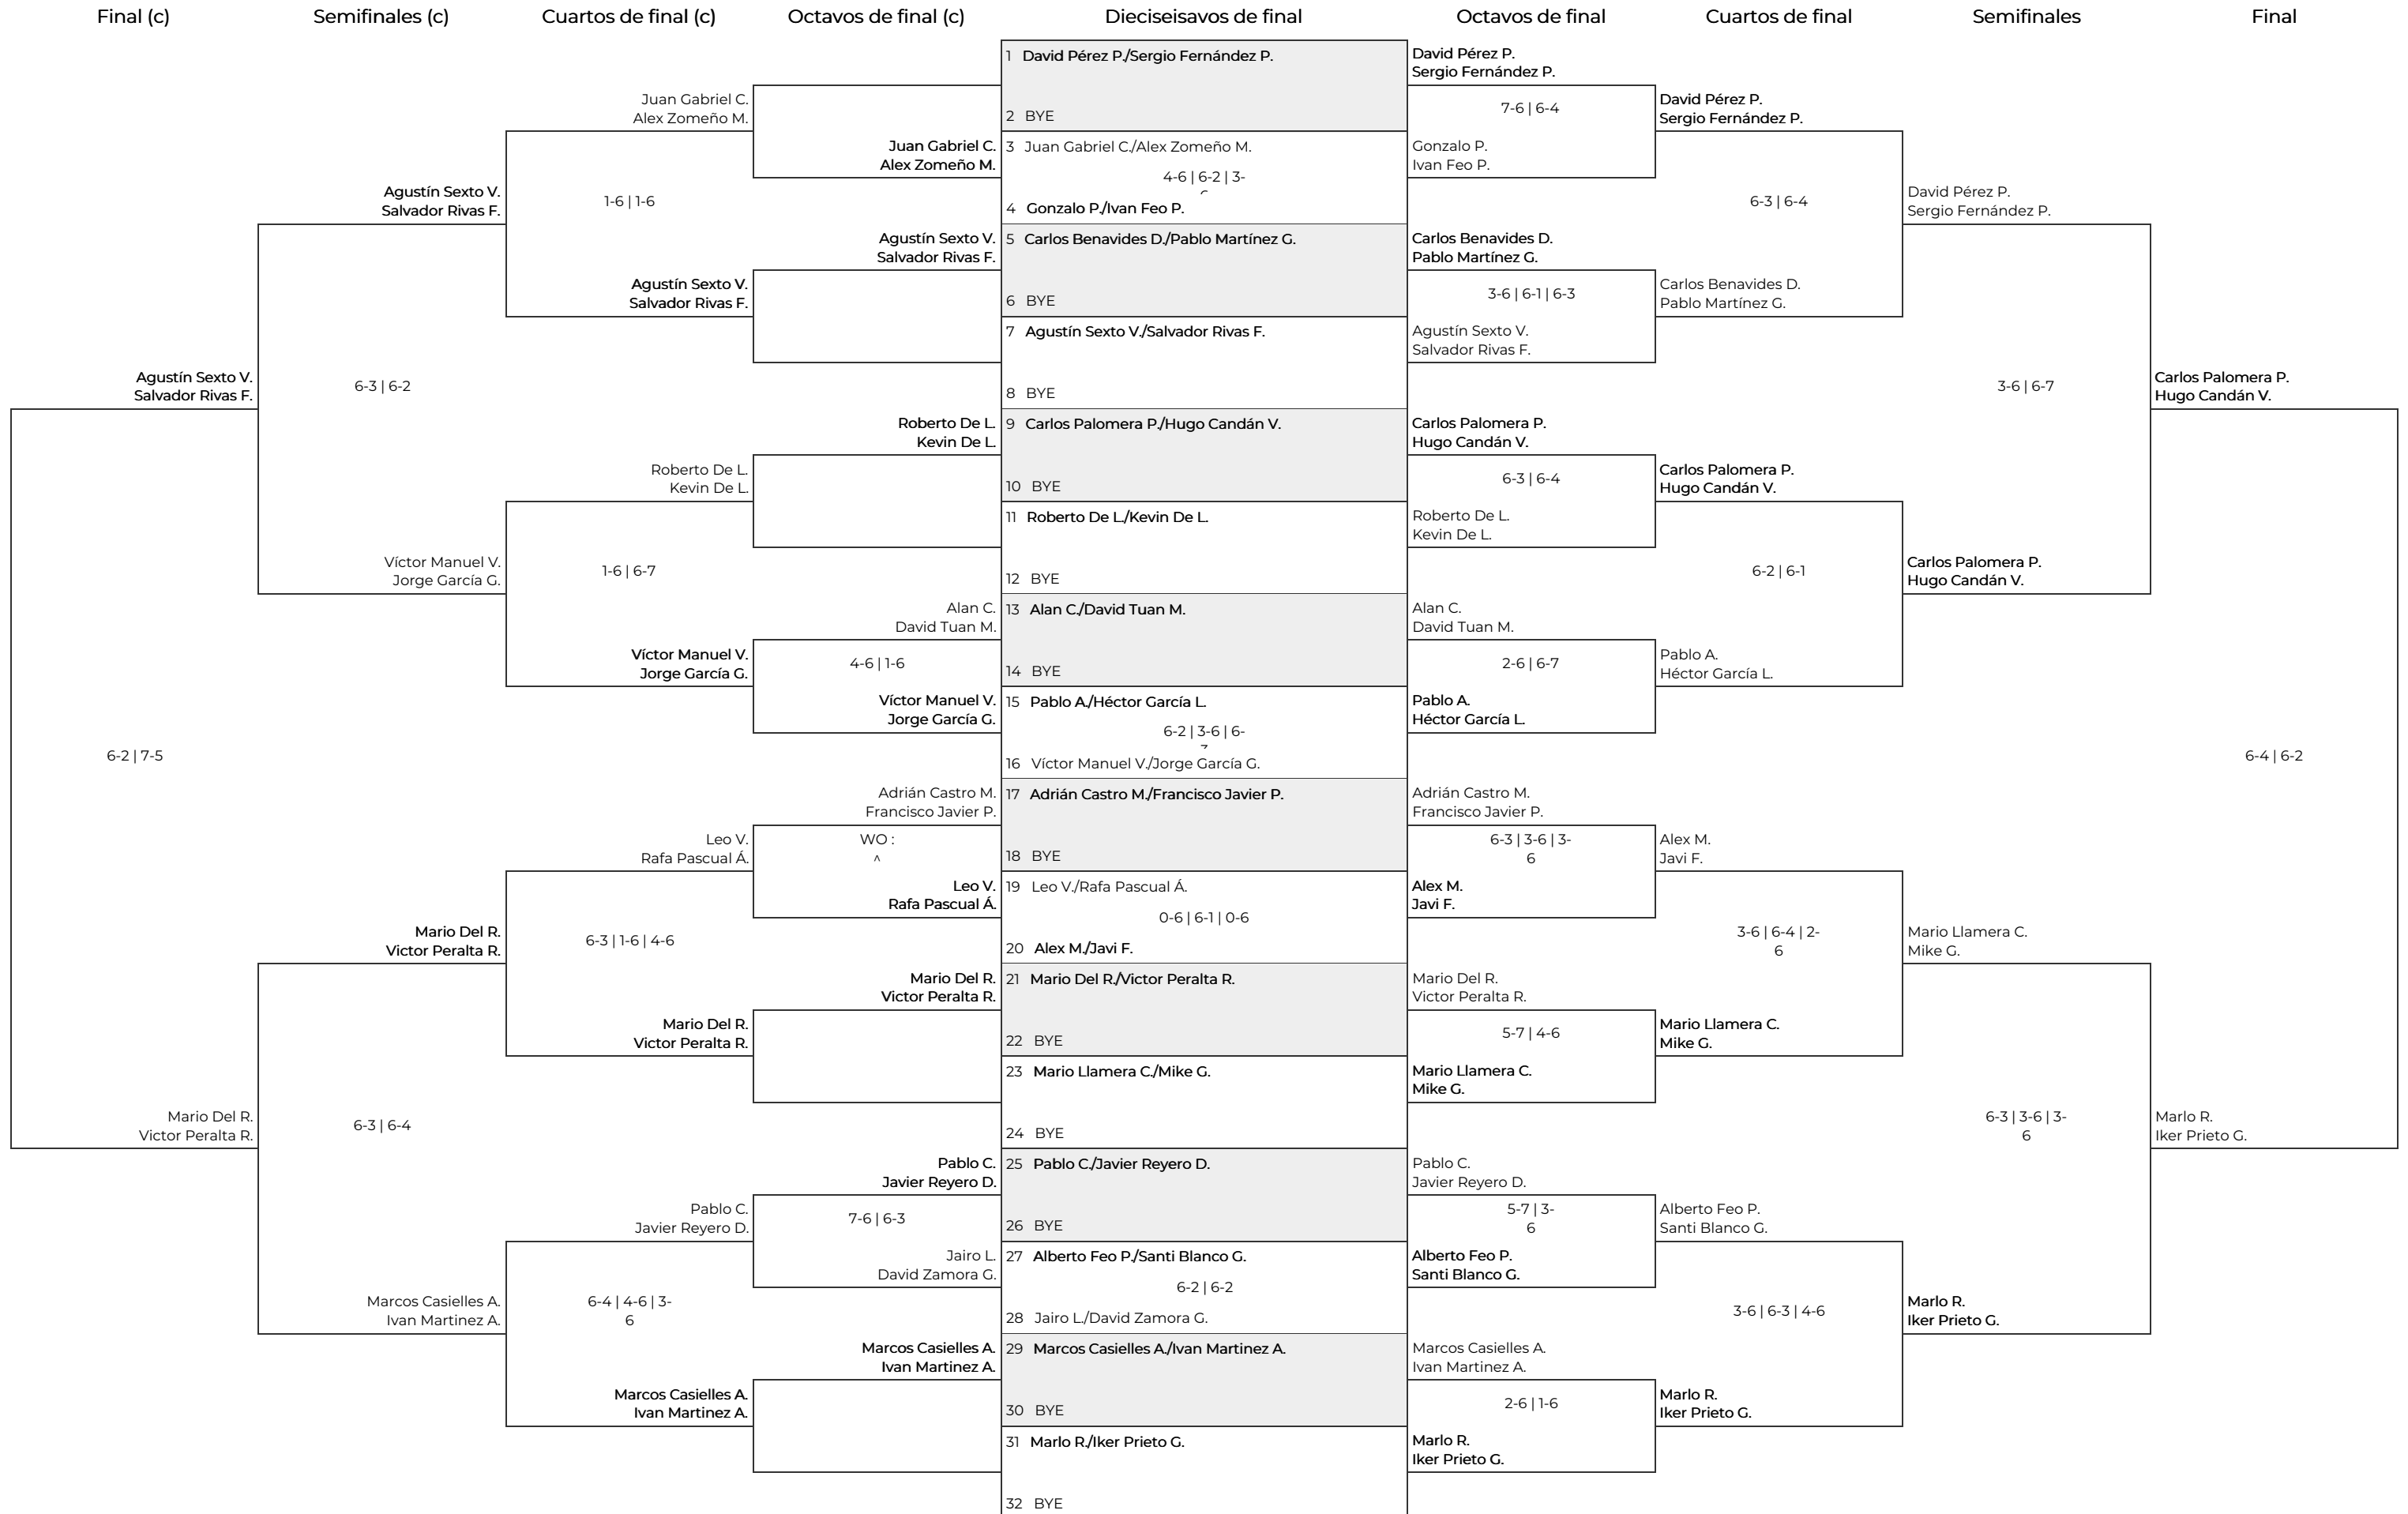 Final (c)
Semifinales (c)
Cuartos de final (c)
Octavos de final (c)
Dieciseisavos de final
Octavos de final
Cuartos de final
Semifinales
Final
Agustín Sexto V.
Salvador Rivas F.
6-2 | 7-5
Mario Del R.
Victor Peralta R.
Agustín Sexto V.
Salvador Rivas F.
6-3 | 6-2
Víctor Manuel V.
Jorge García G.
Mario Del R.
Victor Peralta R.
6-3 | 6-4
Marcos Casielles A.
Ivan Martinez A.
Juan Gabriel C.
Alex Zomeño M.
1-6 | 1-6
Agustín Sexto V.
Salvador Rivas F.
Roberto De L.
Kevin De L.
1-6 | 6-7
Víctor Manuel V.
Jorge García G.
Leo V.
Rafa Pascual Á.
6-3 | 1-6 | 4-6
Mario Del R.
Victor Peralta R.
Pablo C.
Javier Reyero D.
6-4 | 4-6 | 3-
6
Marcos Casielles A.
Ivan Martinez A.
Juan Gabriel C.
Alex Zomeño M.
Agustín Sexto V.
Salvador Rivas F.
Roberto De L.
Kevin De L.
Alan C.
David Tuan M.
4-6 | 1-6
Víctor Manuel V.
Jorge García G.
Adrián Castro M.
Francisco Javier P.
WO :
^
Leo V.
Rafa Pascual Á.
Mario Del R.
Victor Peralta R.
Pablo C.
Javier Reyero D.
7-6 | 6-3
Jairo L.
David Zamora G.
Marcos Casielles A.
Ivan Martinez A.
1 David Pérez P./Sergio Fernández P.
2 BYE
3 Juan Gabriel C./Alex Zomeño M.
4-6 | 6-2 | 3-
4 Gonzalo P./Ivan Feo P.
5 Carlos Benavides D./Pablo Martínez G.
6 BYE
7 Agustín Sexto V./Salvador Rivas F.
8 BYE
9 Carlos Palomera P./Hugo Candán V.
10 BYE
11 Roberto De L./Kevin De L.
12 BYE
13 Alan C./David Tuan M.
14 BYE
15 Pablo A./Héctor García L.
6-2 | 3-6 | 6-
16 Víctor Manuel V./Jorge García G.
17 Adrián Castro M./Francisco Javier P.
18 BYE
19 Leo V./Rafa Pascual Á.
0-6 | 6-1 | 0-6
20 Alex M./Javi F.
21 Mario Del R./Victor Peralta R.
22 BYE
23 Mario Llamera C./Mike G.
24 BYE
25 Pablo C./Javier Reyero D.
26 BYE
27 Alberto Feo P./Santi Blanco G.
6-2 | 6-2
28 Jairo L./David Zamora G.
29 Marcos Casielles A./Ivan Martinez A.
30 BYE
31 Marlo R./Iker Prieto G.
32 BYE
David Pérez P.
Sergio Fernández P.
7-6 | 6-4
Gonzalo P.
Ivan Feo P.
Carlos Benavides D.
Pablo Martínez G.
3-6 | 6-1 | 6-3
Agustín Sexto V.
Salvador Rivas F.
Carlos Palomera P.
Hugo Candán V.
6-3 | 6-4
Roberto De L.
Kevin De L.
Alan C.
David Tuan M.
2-6 | 6-7
Pablo A.
Héctor García L.
Adrián Castro M.
Francisco Javier P.
6-3 | 3-6 | 3-
6
Alex M.
Javi F.
Mario Del R.
Victor Peralta R.
5-7 | 4-6
Mario Llamera C.
Mike G.
Pablo C.
Javier Reyero D.
5-7 | 3-
6
Alberto Feo P.
Santi Blanco G.
Marcos Casielles A.
Ivan Martinez A.
2-6 | 1-6
Marlo R.
Iker Prieto G.
David Pérez P.
Sergio Fernández P.
6-3 | 6-4
Carlos Benavides D.
Pablo Martínez G.
Carlos Palomera P.
Hugo Candán V.
6-2 | 6-1
Pablo A.
Héctor García L.
Alex M.
Javi F.
3-6 | 6-4 | 2-
6
Mario Llamera C.
Mike G.
Alberto Feo P.
Santi Blanco G.
3-6 | 6-3 | 4-6
Marlo R.
Iker Prieto G.
David Pérez P.
Sergio Fernández P.
3-6 | 6-7
Carlos Palomera P.
Hugo Candán V.
Mario Llamera C.
Mike G.
6-3 | 3-6 | 3-
6
Marlo R.
Iker Prieto G.
Carlos Palomera P.
Hugo Candán V.
6-4 | 6-2
Marlo R.
Iker Prieto G.